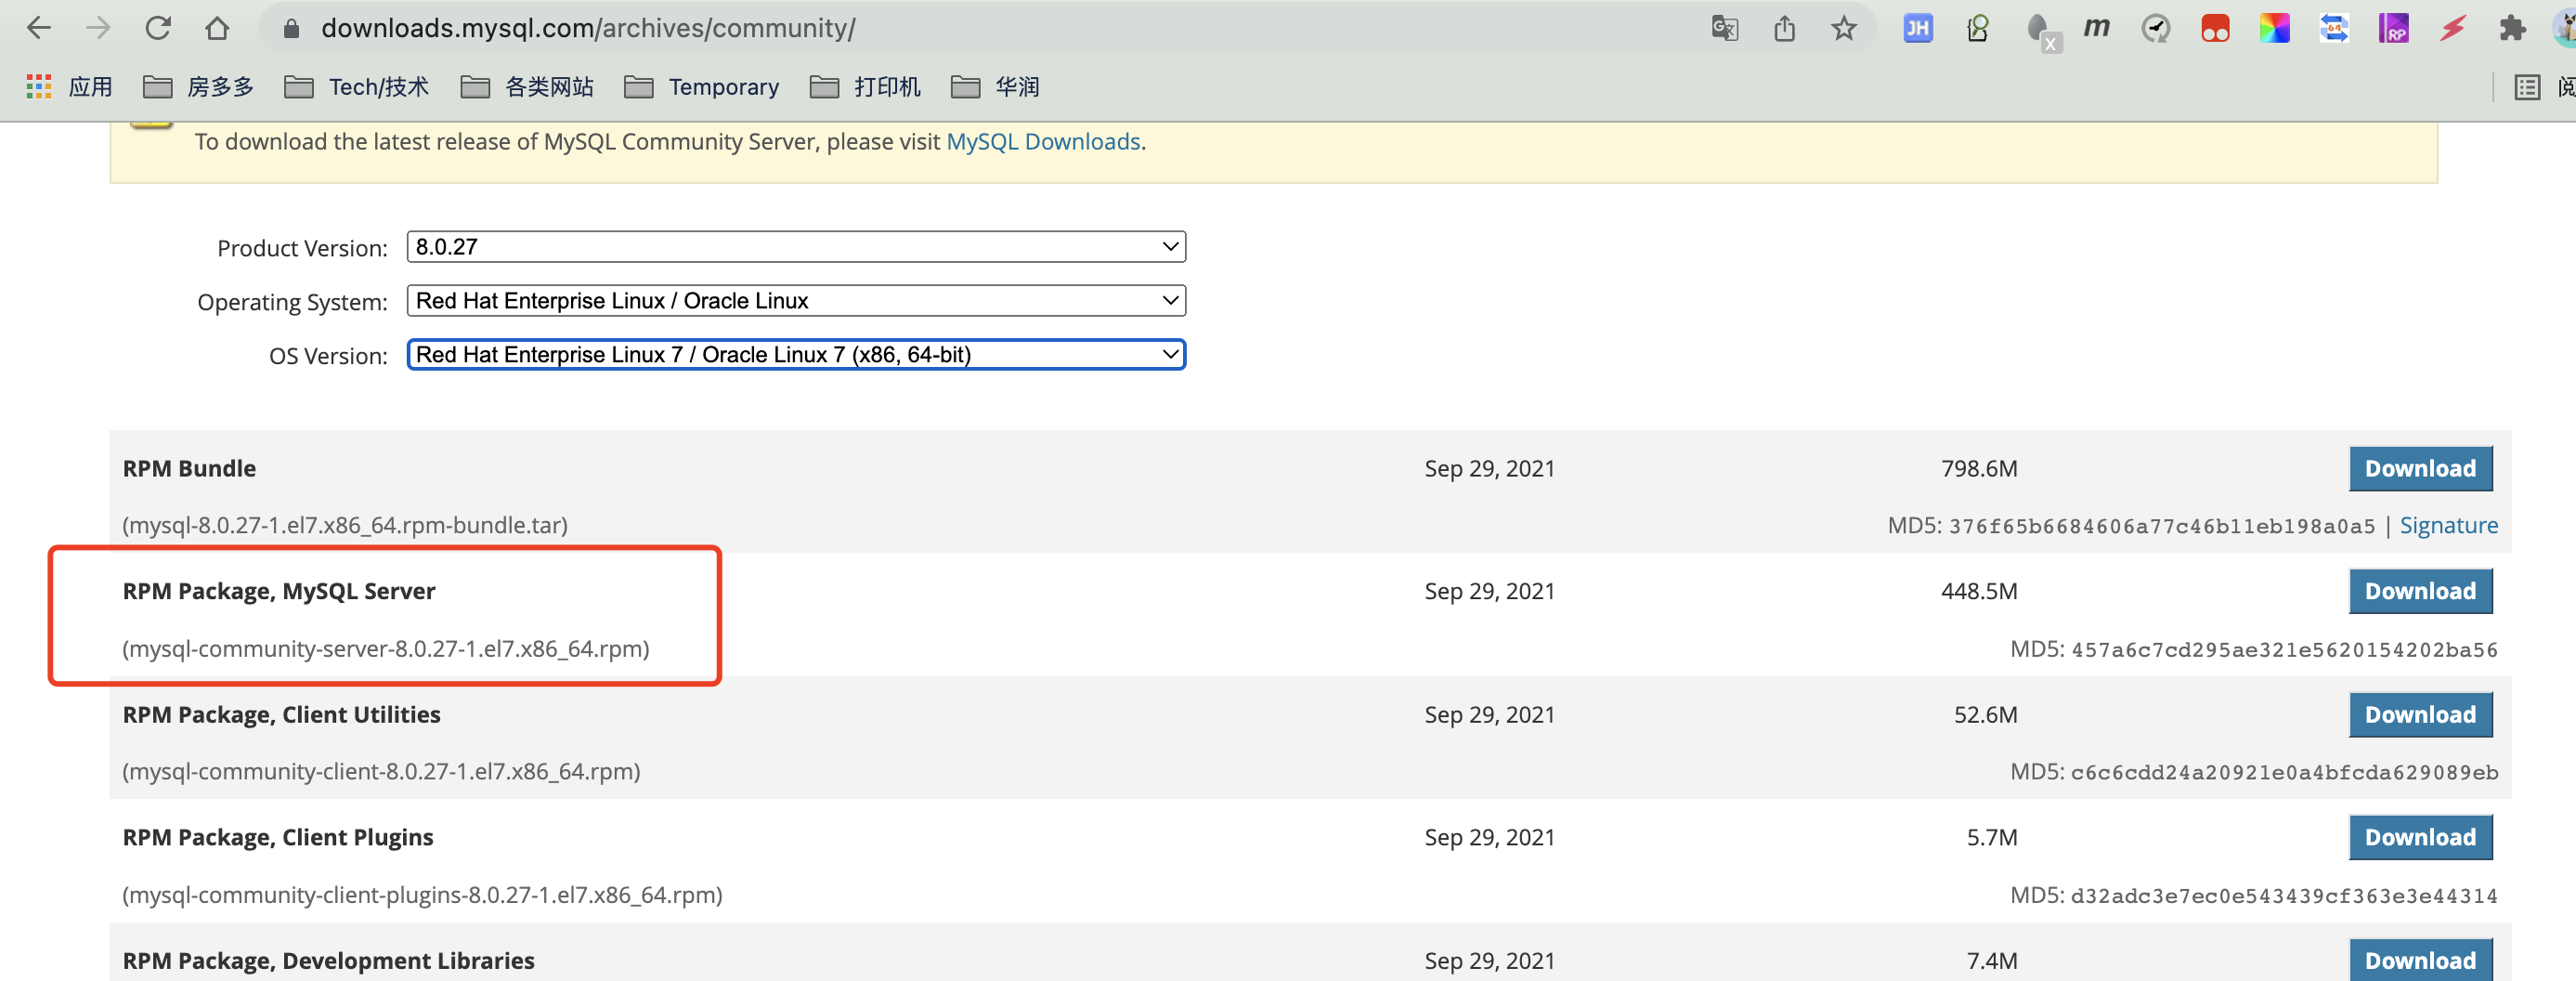 downloads.mysql.com/archives/community/
JH
x
m
64
RP
应用
房多多
Tech/技术
各类网站
Temporary
打印机
华润
To download the latest release of MySQL Community Server, please visit MySQL Downloads.
Product Version: 8.0.27
Operating System: Red Hat Enterprise Linux / Oracle Linux
OS Version: Red Hat Enterprise Linux 7 / Oracle Linux 7 (x86, 64-bit)
RPM Bundle Sep 29, 2021 798.6M Download
(mysql-8.0.27-1.el7.x86_64.rpm-bundle.tar) MD5: 376f65b6684606a77c46b11eb198a0a5 | Signature
RPM Package, MySQL Server Sep 29, 2021 448.5M Download
(mysql-community-server-8.0.27-1.el7.x86_64.rpm) MD5: 457a6c7cd295ae321e5620154202ba56
RPM Package, Client Utilities Sep 29, 2021 52.6M Download
(mysql-community-client-8.0.27-1.el7.x86_64.rpm) MD5: c6c6cdd24a20921e0a4bfcda629089eb
RPM Package, Client Plugins Sep 29, 2021 5.7M Download
(mysql-community-client-plugins-8.0.27-1.el7.x86_64.rpm) MD5: d32adc3e7ec0e543439cf363e3e44314
RPM Package, Development Libraries Sep 29, 2021 7.4M Download